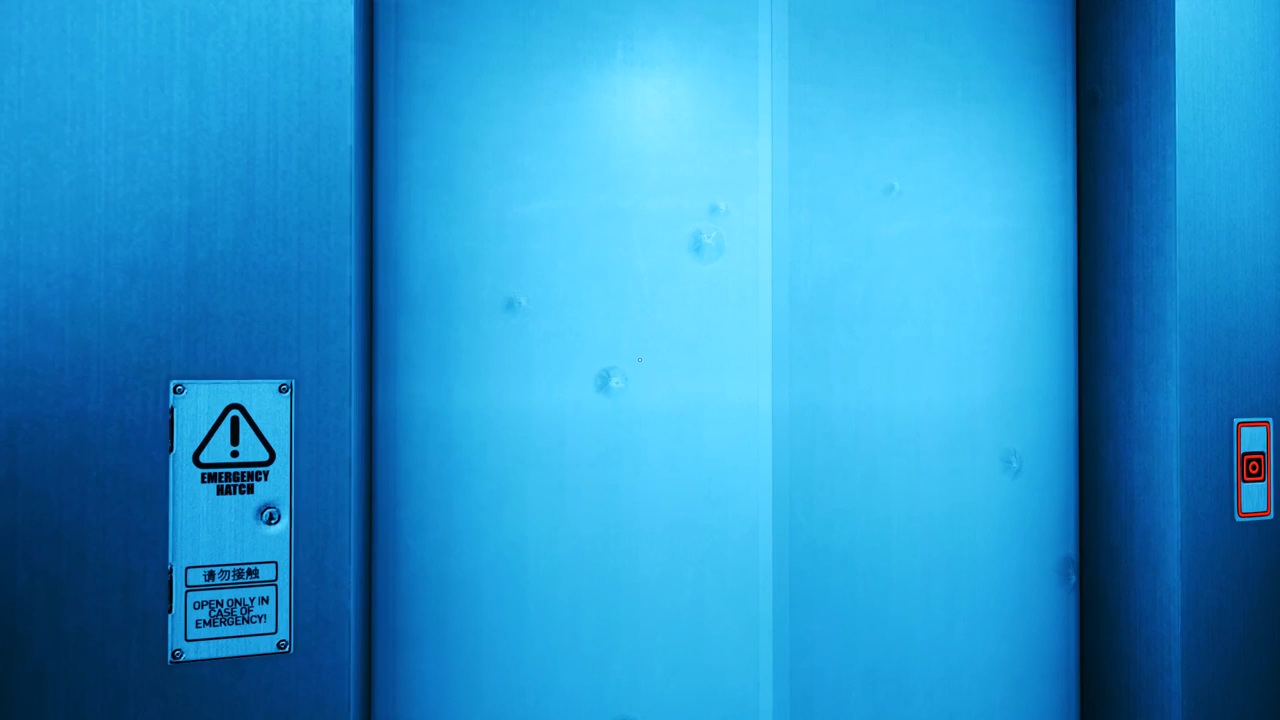 EMERGENCY
HATCH
请勿接触
OPEN ONLY IN
CASE OF
EMERGENCY!